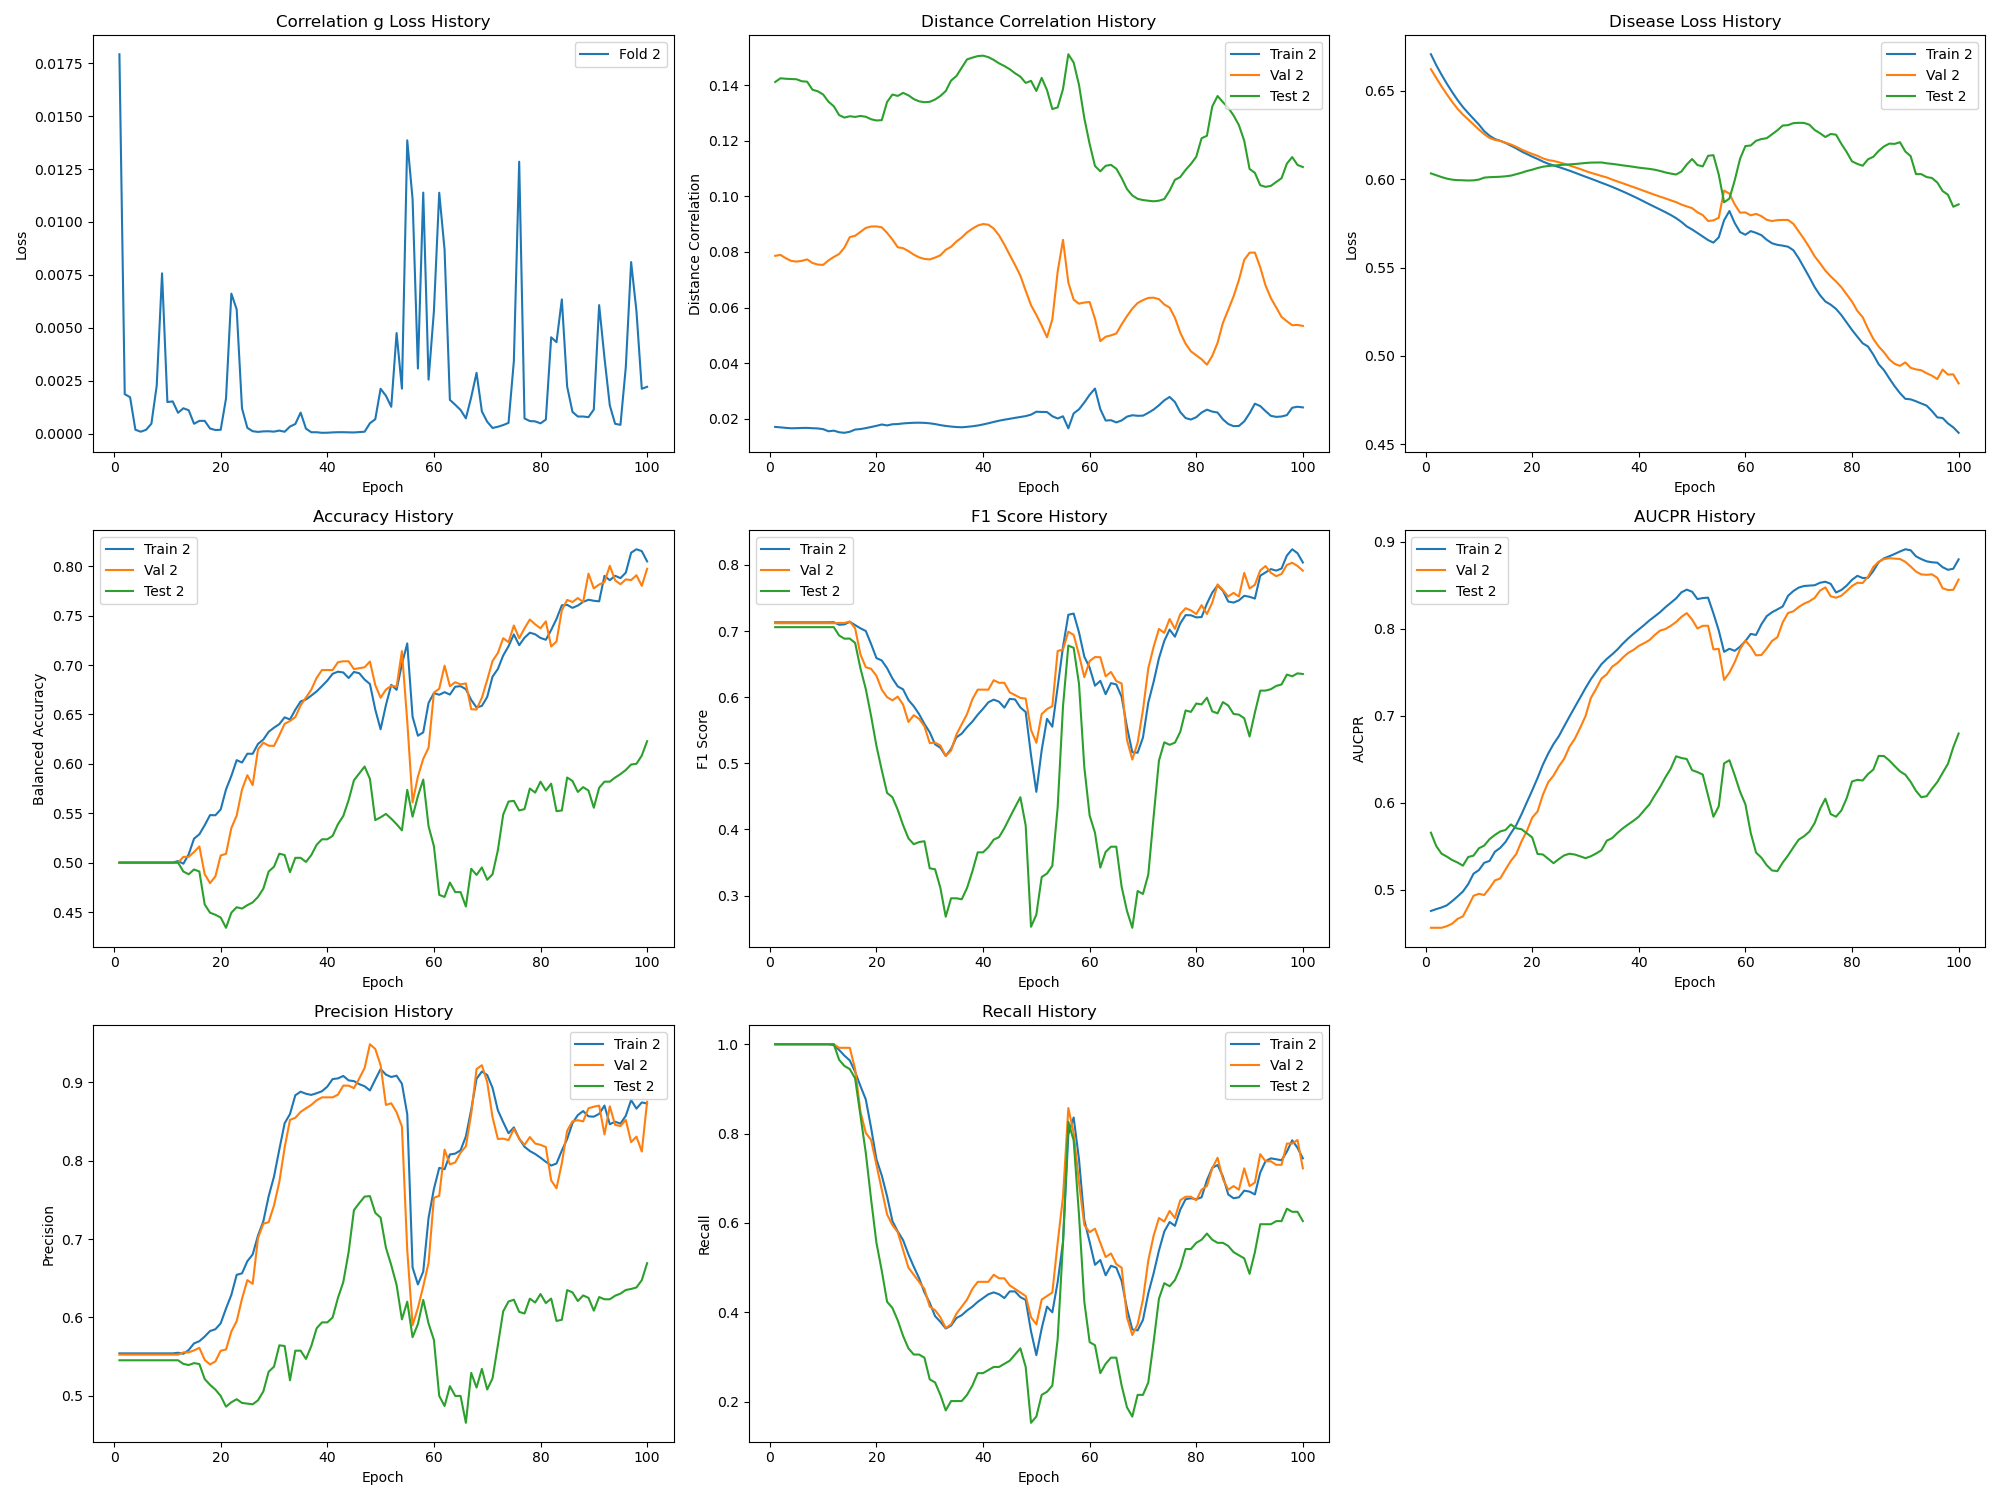 Correlation g Loss History
Loss
0.0175
0.0150
0.0125
0.0100
0.0075
0.0050
0.0025
0.0000
Fold 2
0 20 40 60 80 100
Epoch
Distance Correlation History
Distance Correlation
0.14
0.12
0.10
0.08
0.06
0.04
0.02
Train 2
Val 2
Test 2
0 20 40 60 80 100
Epoch
Disease Loss History
Loss
0.65
0.60
0.55
0.50
0.45
Train 2
Val 2
Test 2
0 20 40 60 80 100
Epoch
Accuracy History
Balanced Accuracy
0.80
0.75
0.70
0.65
0.60
0.55
0.50
0.45
Train 2
Val 2
Test 2
0 20 40 60 80 100
Epoch
F1 Score History
F1 Score
0.8
0.7
0.6
0.5
0.4
0.3
Train 2
Val 2
Test 2
0 20 40 60 80 100
Epoch
AUCPR History
AUCPR
0.9
0.8
0.7
0.6
0.5
Train 2
Val 2
Test 2
0 20 40 60 80 100
Epoch
Precision History
Precision
0.9
0.8
0.7
0.6
0.5
Train 2
Val 2
Test 2
0 20 40 60 80 100
Epoch
Recall History
Recall
1.0
0.8
0.6
0.4
0.2
Train 2
Val 2
Test 2
0 20 40 60 80 100
Epoch